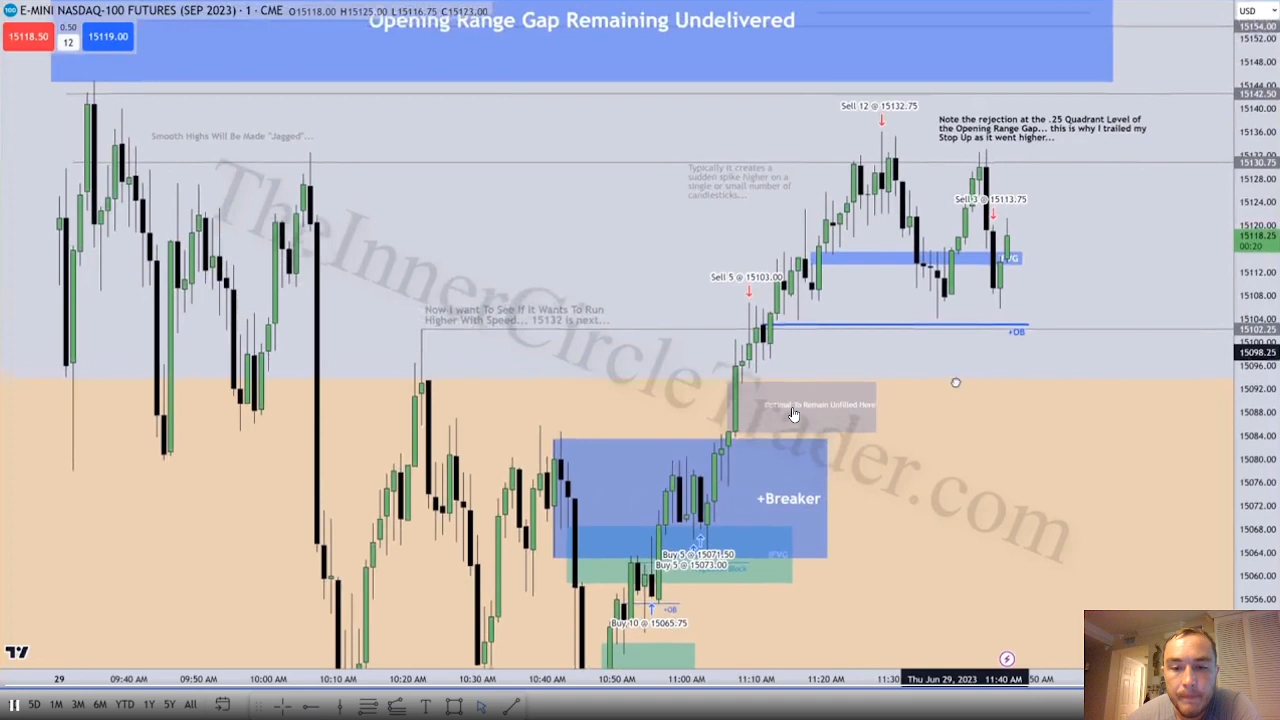 E-MINI NASDAQ-100 FUTURES (SEP 2023) · 1 · CME O15118.00 H15125.00 L15116.75 C15173.00
USD
15118.50
0.50
12
15119.00
Opening Range Gap Remaining Undelivered
15154.00
15152.00
15148.00
15144.00
15142.50
15140.00
15136.00
15130.75
15128.00
15124.00
15120.00
15118.25
00:20
15112.00
15108.00
15104.00
15102.25
15098.25
15096.00
15092.00
15088.00
15084.00
15080.00
15076.00
15072.00
15068.00
15064.00
15060.00
15056.00
Smooth Highs Will Be Made "Jagged"...
Sell 12 @ 15132.75
Note the rejection at the .25 Quadrant Level of
the Opening Range Gap... this is why I trailed my
Stop Up as it went higher...
Typically it creates a
sudden spike higher on a
single or small number of
candlesticks...
Sell 3 @ 15113.75
Sell 5 @ 15103.00
Now I want To See If it Wants To Run
Higher With Speed... 15132 is next...
+OB
To Remain Unfilled Here
+Breaker
Buy 5 @ 15071.50
Buy 5 @ 15073.00
+OB
Buy 10 @ 15065.75
TheInnerCircleTrader.com
29
09:40 AM
09:50 AM
10:00 AM
10:10 AM
10:20 AM
10:30 AM
10:40 AM
10:50 AM
11:00 AM
11:10 AM
11:20 AM
11:30
Thu Jun 29, 2023 11:40 AM
50 AM
5D 1M 3M 6M YTD 1Y 5Y All